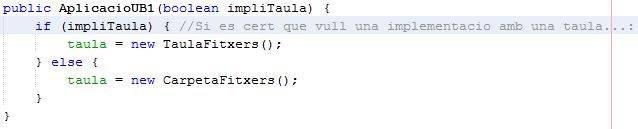 public AplicacioUB1(boolean impliTaula) {
if (impliTaula) { //Si es cert que vull una implementacio amb una taula...:
taula = new TaulaFitxers();
} else {
taula = new CarpetaFitxers();
}
}